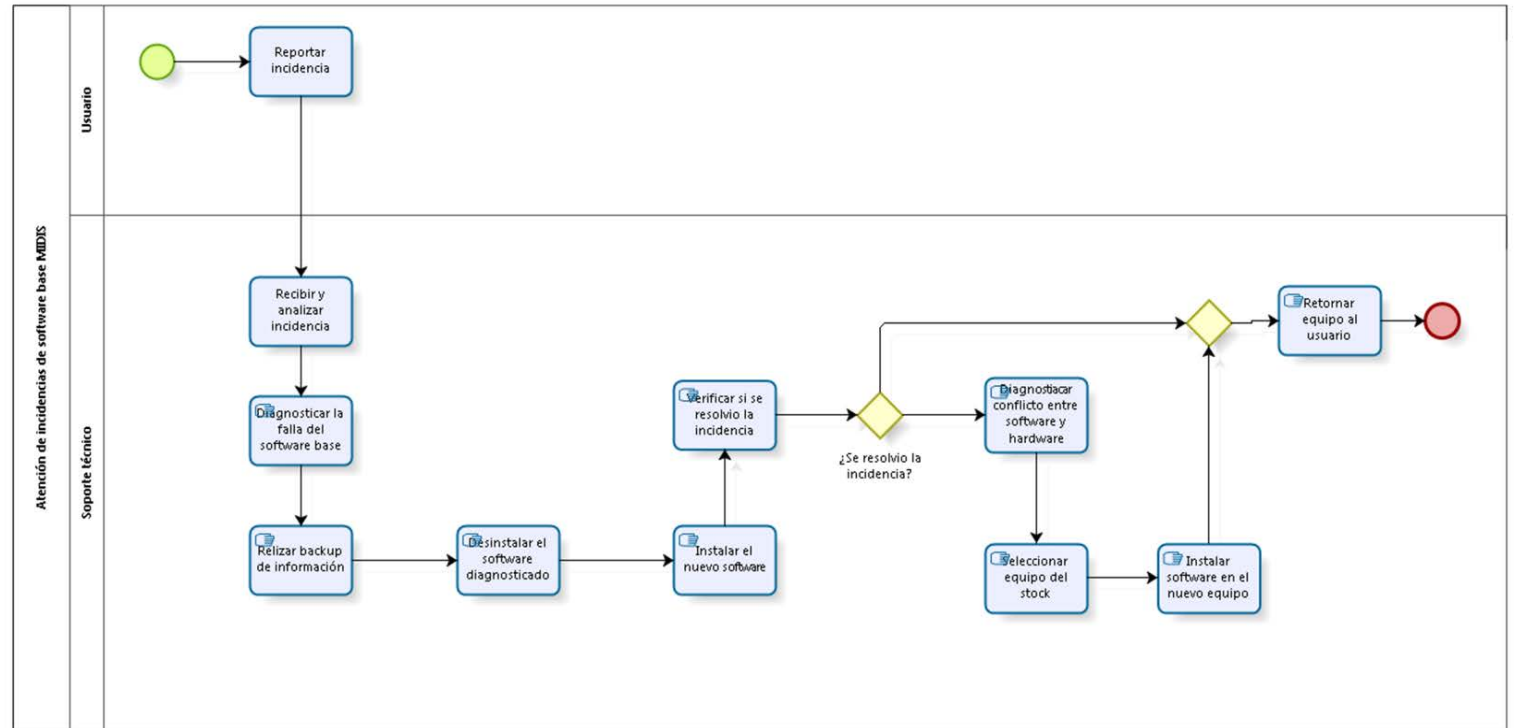 Atención de incidencias de software base MIDIS
Usuario
Reportar
incidencia
Soporte técnico
Recibir y
analizar
incidencia
Diagnosticar la
falla del
software base
Relizar backup
de información
Desinstalar el
software
diagnosticado
Instalar el
nuevo software
Verificar si se
resolvio la
incidencia
¿Se resolvio la
incidencia?
Diagnostiacar
conflicto entre
software y
hardware
Seleccionar
equipo del
stock
Instalar
software en el
nuevo equipo
Retornar
equipo al
usuario